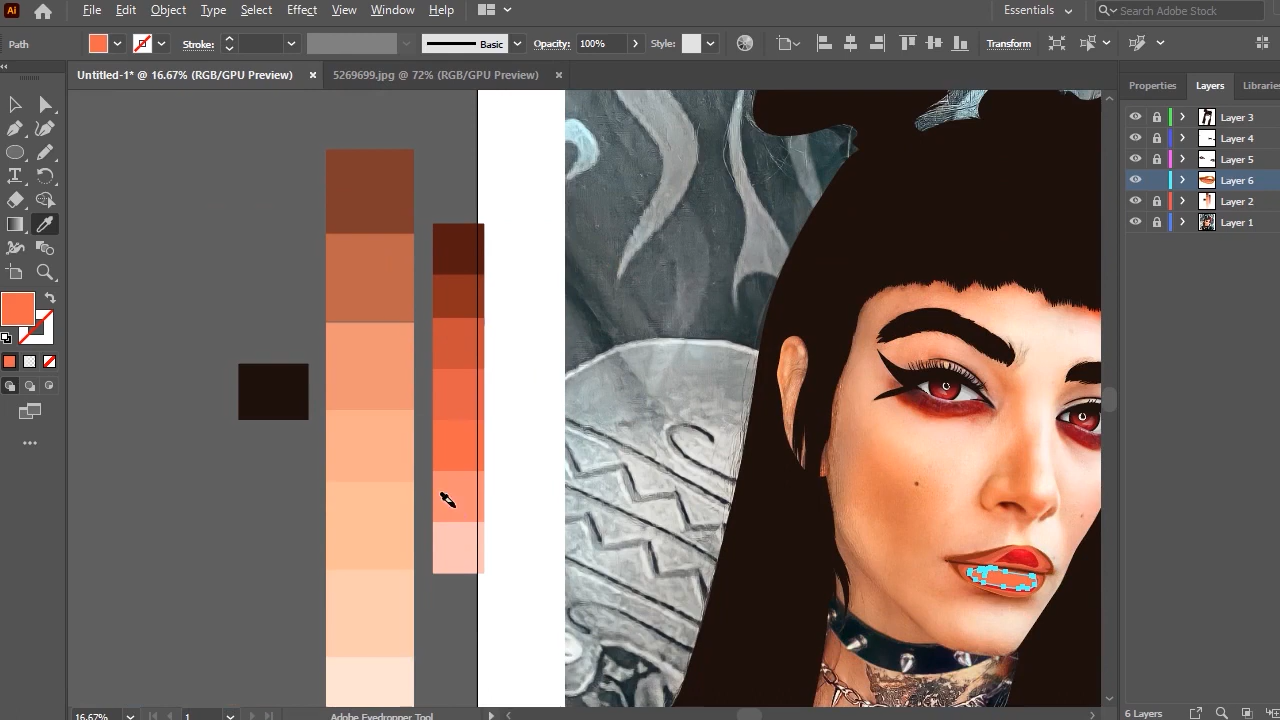 Ai File Edit Object Type Select Effect View Window Help Essentials Search Adobe Stock
Path Stroke: Basic Opacity: 100% Style: Transform
Untitled-1* @ 16.67% (RGB/GPU Preview) × 5269699.jpg @ 72% (RGB/GPU Preview) ×
Properties Layers Libraries
Layer 3
Layer 4
Layer 5
Layer 6
Layer 2
Layer 1
16.67% 1 Adobe Eyedropper Tool 6 Layers